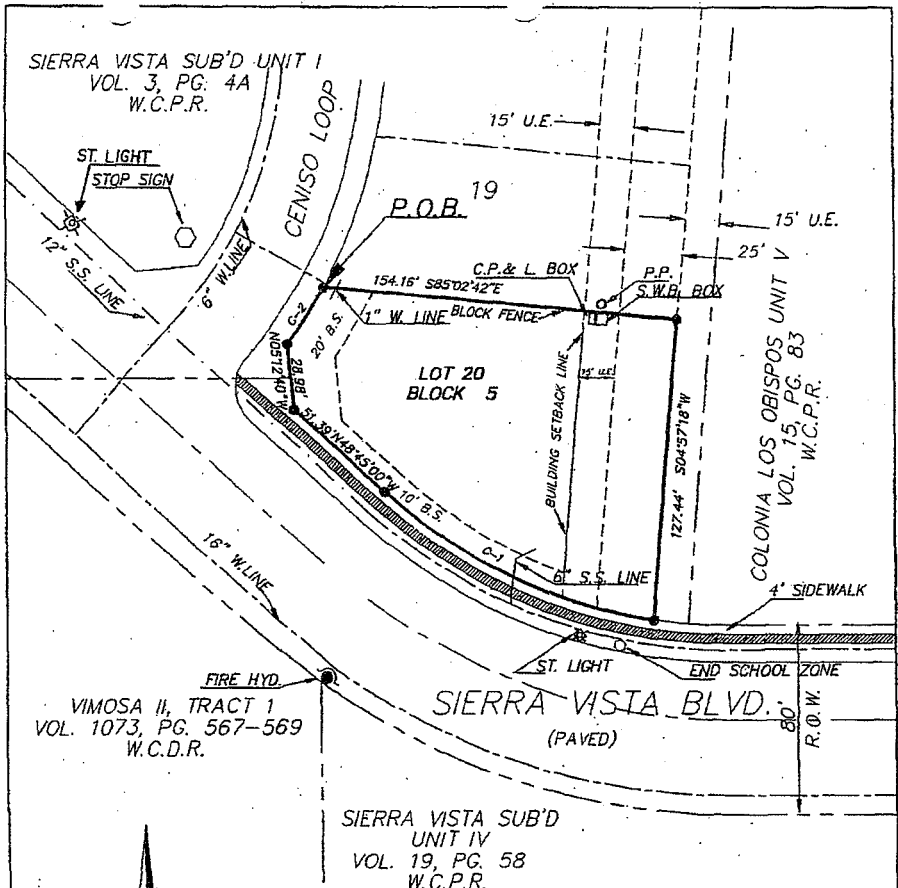 SIERRA VISTA SUB'D UNIT I
VOL. 3, PG. 4A
W.C.P.R.
ST. LIGHT
STOP SIGN
12" S.S. LINE
6" W.LINE
CENISO LOOP
P.O.B.
19
15' U.E.
15' U.E.
25'
C.P.& L. BOX
P.P.
S.W.B. BOX
154.16' S85°02'42"E
1" W. LINE
BLOCK FENCE
C-2
20' B.S.
N05°12'40"W
28.98'
LOT 20
BLOCK 5
15' U.E.
BUILDING SETBACK LINE
127.44' S04°57'18"W
COLONIA LOS OBISPOS UNIT V
VOL. 15, PG. 83
W.C.P.R.
51.39' N48°45'00"W
10' B.S.
C-1
6" S.S. LINE
4' SIDEWALK
16" W.LINE
ST. LIGHT
END SCHOOL ZONE
FIRE HYD.
SIERRA VISTA BLVD.
(PAVED)
80'
R.O.W.
VIMOSA II, TRACT 1
VOL. 1073, PG. 567-569
W.C.D.R.
SIERRA VISTA SUB'D
UNIT IV
VOL. 19, PG. 58
W.C.P.R.